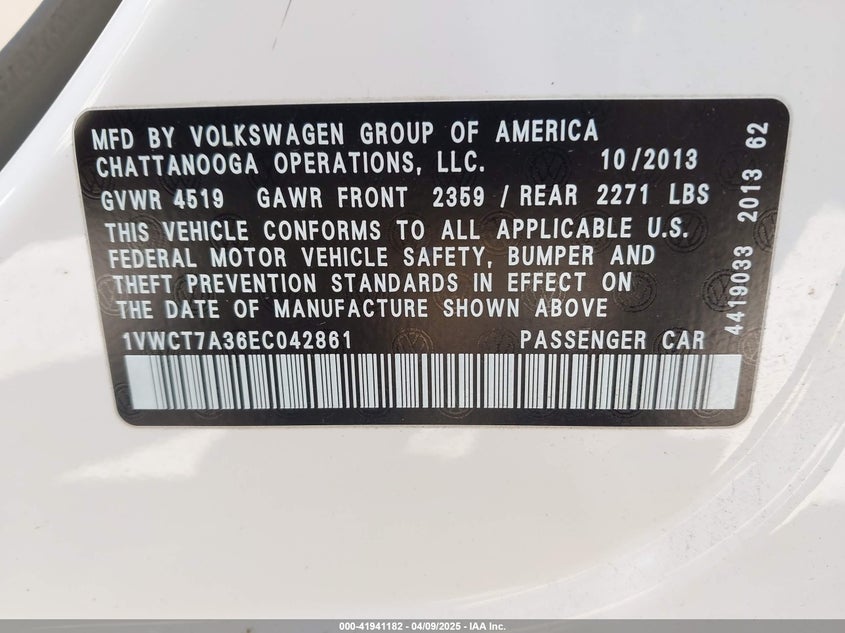 MFD BY VOLKSWAGEN GROUP OF AMERICA
CHATTANOOGA OPERATIONS, LLC. 10/2013
GVWR 4519 GAWR FRONT 2359 / REAR 2271 LBS
THIS VEHICLE CONFORMS TO ALL APPLICABLE U.S.
FEDERAL MOTOR VEHICLE SAFETY, BUMPER AND
THEFT PREVENTION STANDARDS IN EFFECT ON
THE DATE OF MANUFACTURE SHOWN ABOVE
1VWCT7A36EC042861 PASSENGER CAR
4419033 2013 62
000-41941182 - 04/09/2025 - IAA Inc.